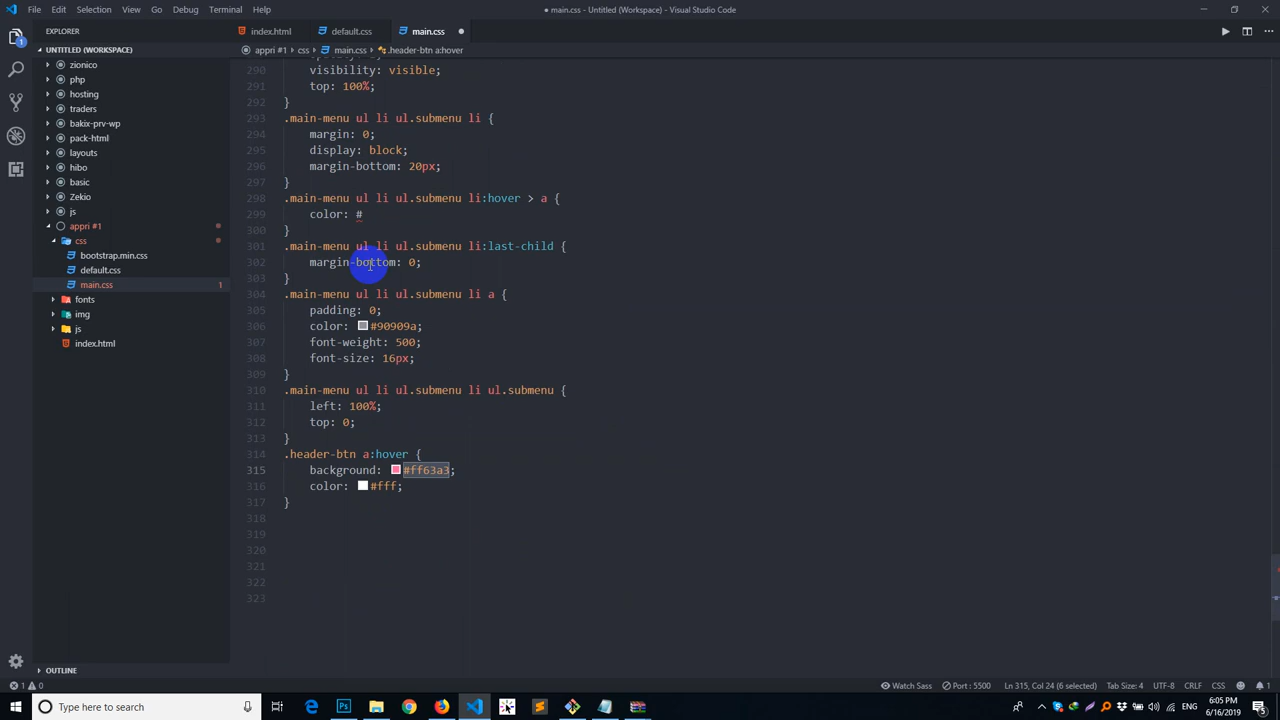 File Edit Selection View Go Debug Terminal Help
● main.css - Untitled (Workspace) - Visual Studio Code
EXPLORER
index.html
default.css
main.css
UNTITLED (WORKSPACE)
appri #1 › css › main.css › .header-btn a:hover
zionico
php
hosting
traders
bakix-prv-wp
pack-html
layouts
hibo
basic
Zekio
js
appri #1
css
bootstrap.min.css
default.css
main.css 1
fonts
img
js
index.html
OUTLINE
290 visibility: visible;
291 top: 100%;
292 }
293 .main-menu ul li ul.submenu li {
294 margin: 0;
295 display: block;
296 margin-bottom: 20px;
297 }
298 .main-menu ul li ul.submenu li:hover > a {
299 color: #
300 }
301 .main-menu ul li ul.submenu li:last-child {
302 margin-bottom: 0;
303 }
304 .main-menu ul li ul.submenu li a {
305 padding: 0;
306 color: #90909a;
307 font-weight: 500;
308 font-size: 16px;
309 }
310 .main-menu ul li ul.submenu li ul.submenu {
311 left: 100%;
312 top: 0;
313 }
314 .header-btn a:hover {
315 background: #ff63a3;
316 color: #fff;
317 }
318
319
320
321
322
323
1 0
Watch Sass Port : 5500 Ln 315, Col 24 (6 selected) Tab Size: 4 UTF-8 CRLF CSS 1
Type here to search
6:05 PM
6/16/2019